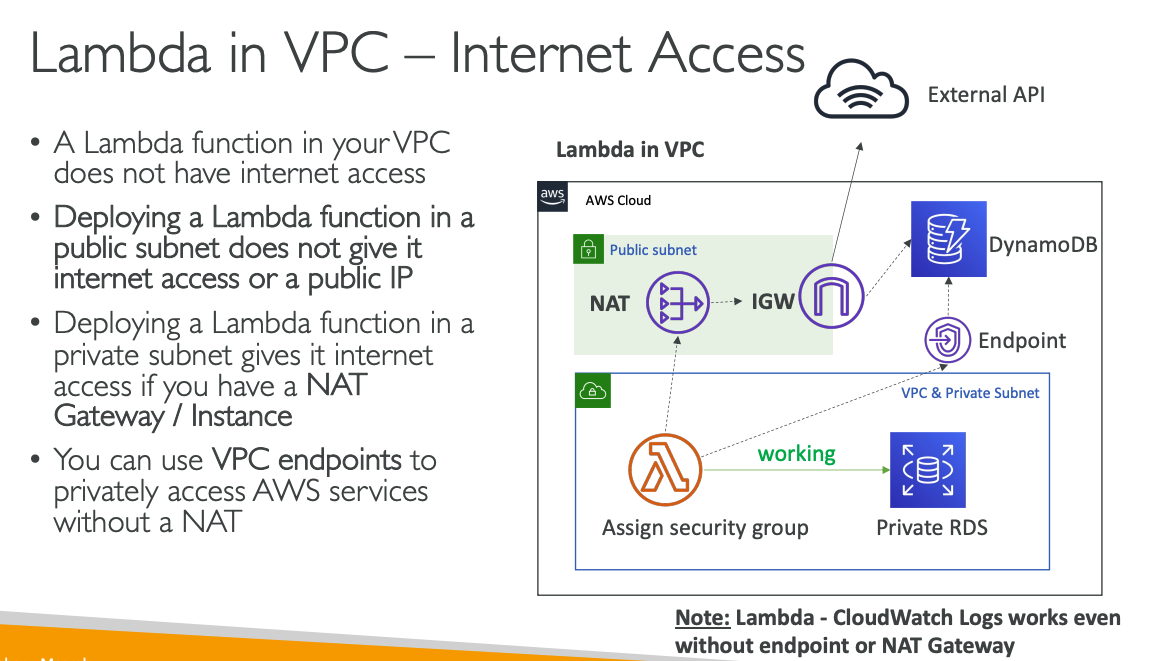 Lambda in VPC – Internet Access
External API
• A Lambda function in your VPC
does not have internet access
• Deploying a Lambda function in a
public subnet does not give it
internet access or a public IP
• Deploying a Lambda function in a
private subnet gives it internet
access if you have a NAT
Gateway / Instance
• You can use VPC endpoints to
privately access AWS services
without a NAT
Lambda in VPC
aws
AWS Cloud
Public subnet
DynamoDB
NAT
IGW
Endpoint
VPC & Private Subnet
working
Assign security group
Private RDS
Note: Lambda - CloudWatch Logs works even
without endpoint or NAT Gateway